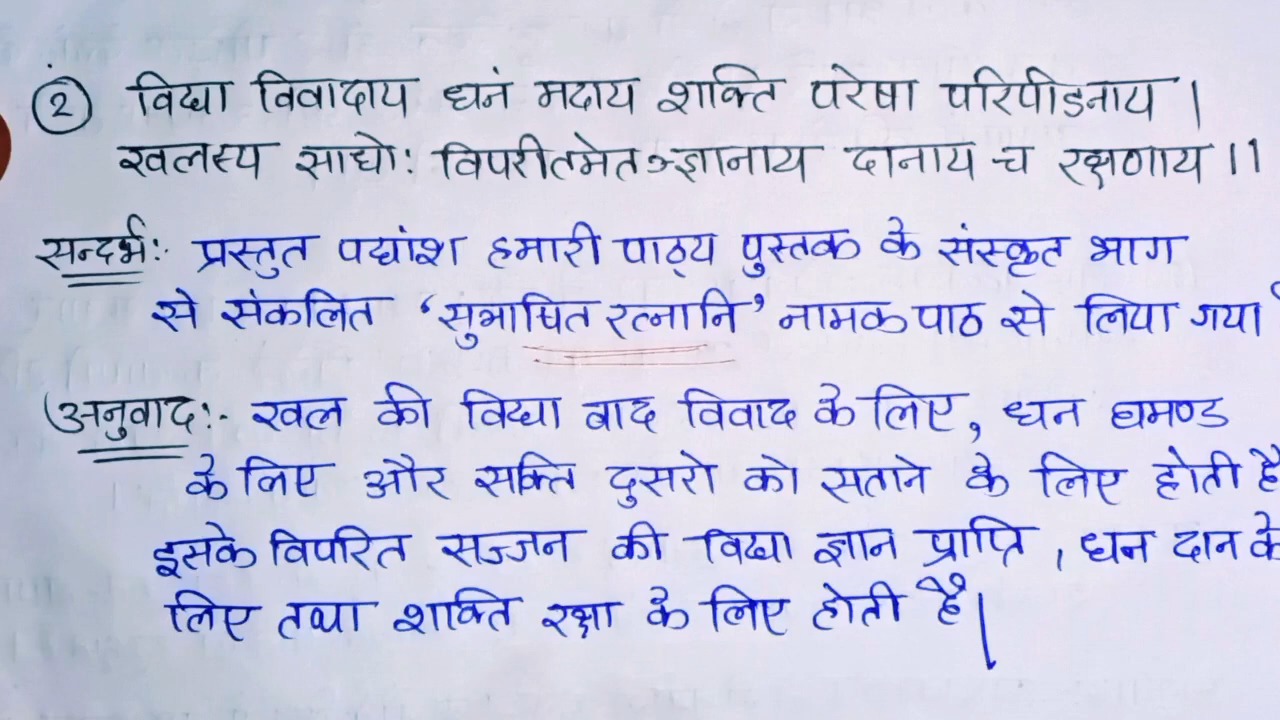 ② विद्या विवादाय धनं मदाय शक्ति परेषा परिपीडनाय |
खलस्य साधोः विपरीतमेतञ्ज्ञानाय दानाय च रक्षणाय ||
सन्दर्भः- प्रस्तुत पद्यांश हमारी पाठ्य पुस्तक के संस्कृत भाग
से संकलित ‘सुभाषित रत्नानि’ नामक पाठ से लिया गया
अनुवादः- खल की विद्या बाद विवाद के लिए, धन घमण्ड
के लिए और सक्ति दुसरो को सताने के लिए होती है
इसके विपरित सज्जन की विद्या ज्ञान प्राप्ति, धन दान के
लिए तथा शक्ति रक्षा के लिए होती है|